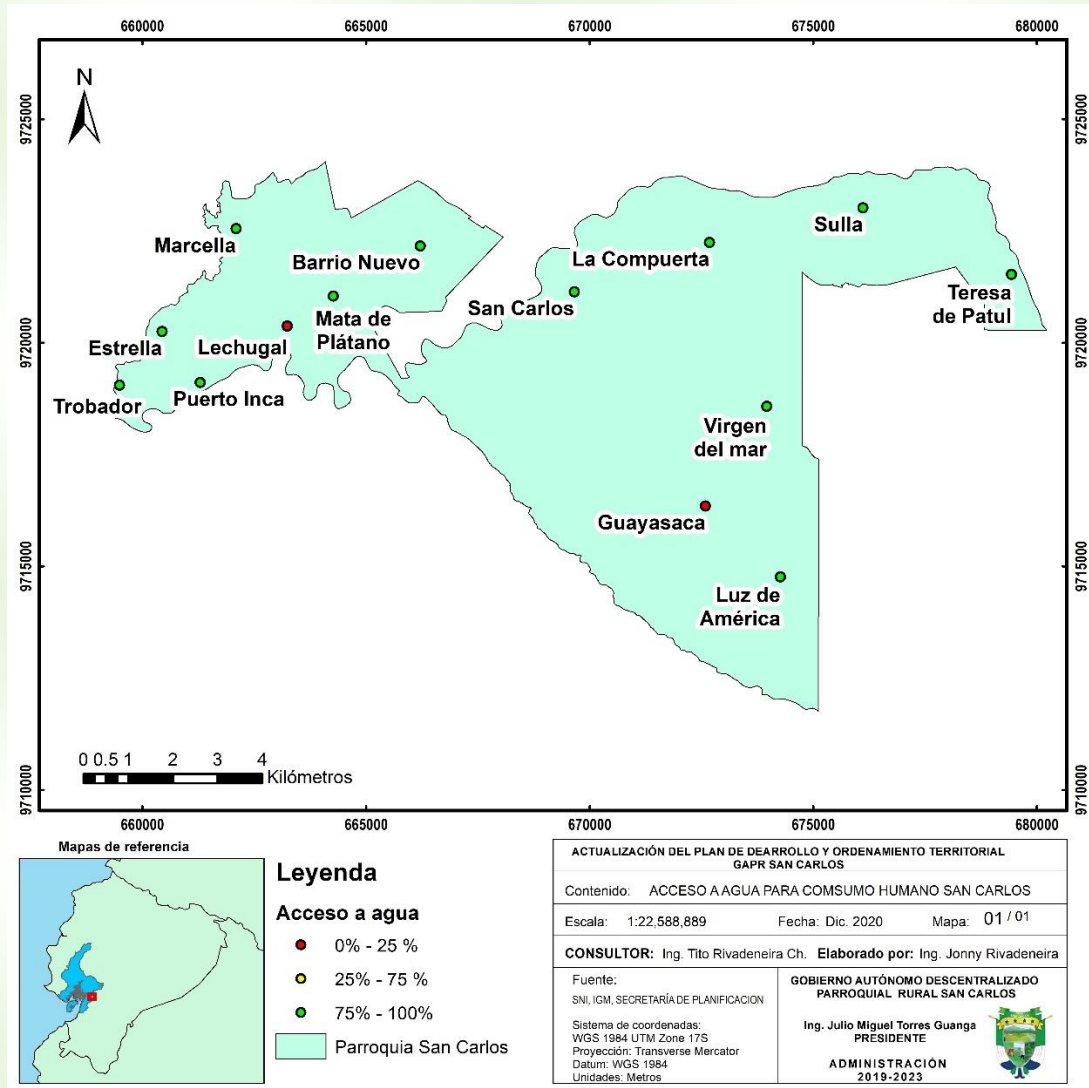 660000 665000 670000 675000 680000
N
9725000 9725000
Sulla
Marcella
La Compuerta
Barrio Nuevo
Teresa
de Patul
San Carlos
Mata de
Plátano
9720000 9720000
Estrella
Lechugal
Puerto Inca
Trobador
Virgen
del mar
Guayasaca
9715000 9715000
Luz de
América
0 0.5 1 2 3 4
Kilómetros
9710000 9710000
660000 665000 670000 675000 680000
Mapas de referencia
Leyenda
Acceso a agua
0% - 25 %
25% - 75 %
75% - 100%
Parroquia San Carlos
ACTUALIZACIÓN DEL PLAN DE DEARROLLO Y ORDENAMIENTO TERRITORIAL
GAPR SAN CARLOS
Contenido: ACCESO A AGUA PARA COMSUMO HUMANO SAN CARLOS
Escala: 1:22,588,889 Fecha: Dic. 2020 Mapa: 01 / 01
CONSULTOR: Ing. Tito Rivadeneira Ch. Elaborado por: Ing. Jonny Rivadeneira
Fuente:
SNI, IGM, SECRETARÍA DE PLANIFICACION
Sistema de coordenadas:
WGS 1984 UTM Zone 17S
Proyección: Transverse Mercator
Datum: WGS 1984
Unidades: Metros
GOBIERNO AUTÓNOMO DESCENTRALIZADO
PARROQUIAL RURAL SAN CARLOS
Ing. Julio Miguel Torres Guanga
PRESIDENTE
ADMINISTRACIÓN
2019-2023